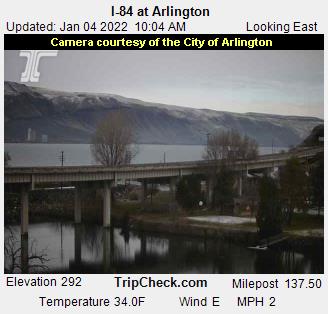 I-84 at Arlington
Updated: Jan 04 2022 10:04 AM Looking East
Camera courtesy of the City of Arlington
Elevation 292 TripCheck.com Milepost 137.50
Temperature 34.0F Wind E MPH 2